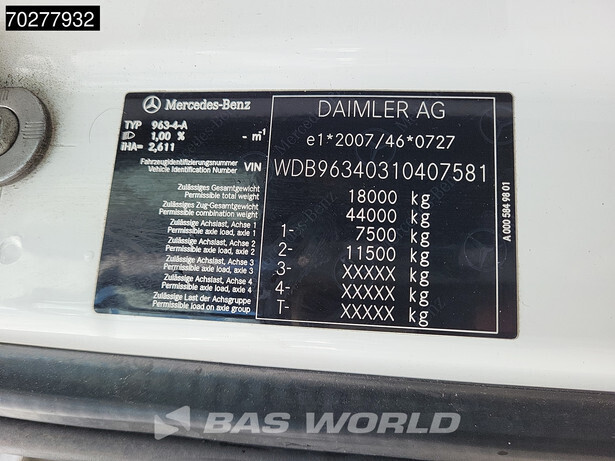 70277932
Mercedes-Benz
DAIMLER AG
TYP 963-4-A
1,00 % - m⁻¹
iHA= 2,611
e1*2007/46*0727
Fahrzeugidentifizierungsnummer
Vehicle Identification Number
VIN WDB96340310407581
Zulässiges Gesamtgewicht
Permissible total weight
18000 kg
Zulässiges Zug-Gesamtgewicht
Permissible combination weight
44000 kg
Zulässige Achslast, Achse 1
Permissible axle load, axle 1
1- 7500 kg
Zulässige Achslast, Achse 2
Permissible axle load, axle 2
2- 11500 kg
Zulässige Achslast, Achse 3
Permissible axle load, axle 3
3- XXXXX kg
Zulässige Achslast, Achse 4
Permissible axle load, axle 4
4- XXXXX kg
Zulässige Last der Achsgruppe
Permissible load on axle group
T- XXXXX kg
A 000 584 98 01
BAS WORLD